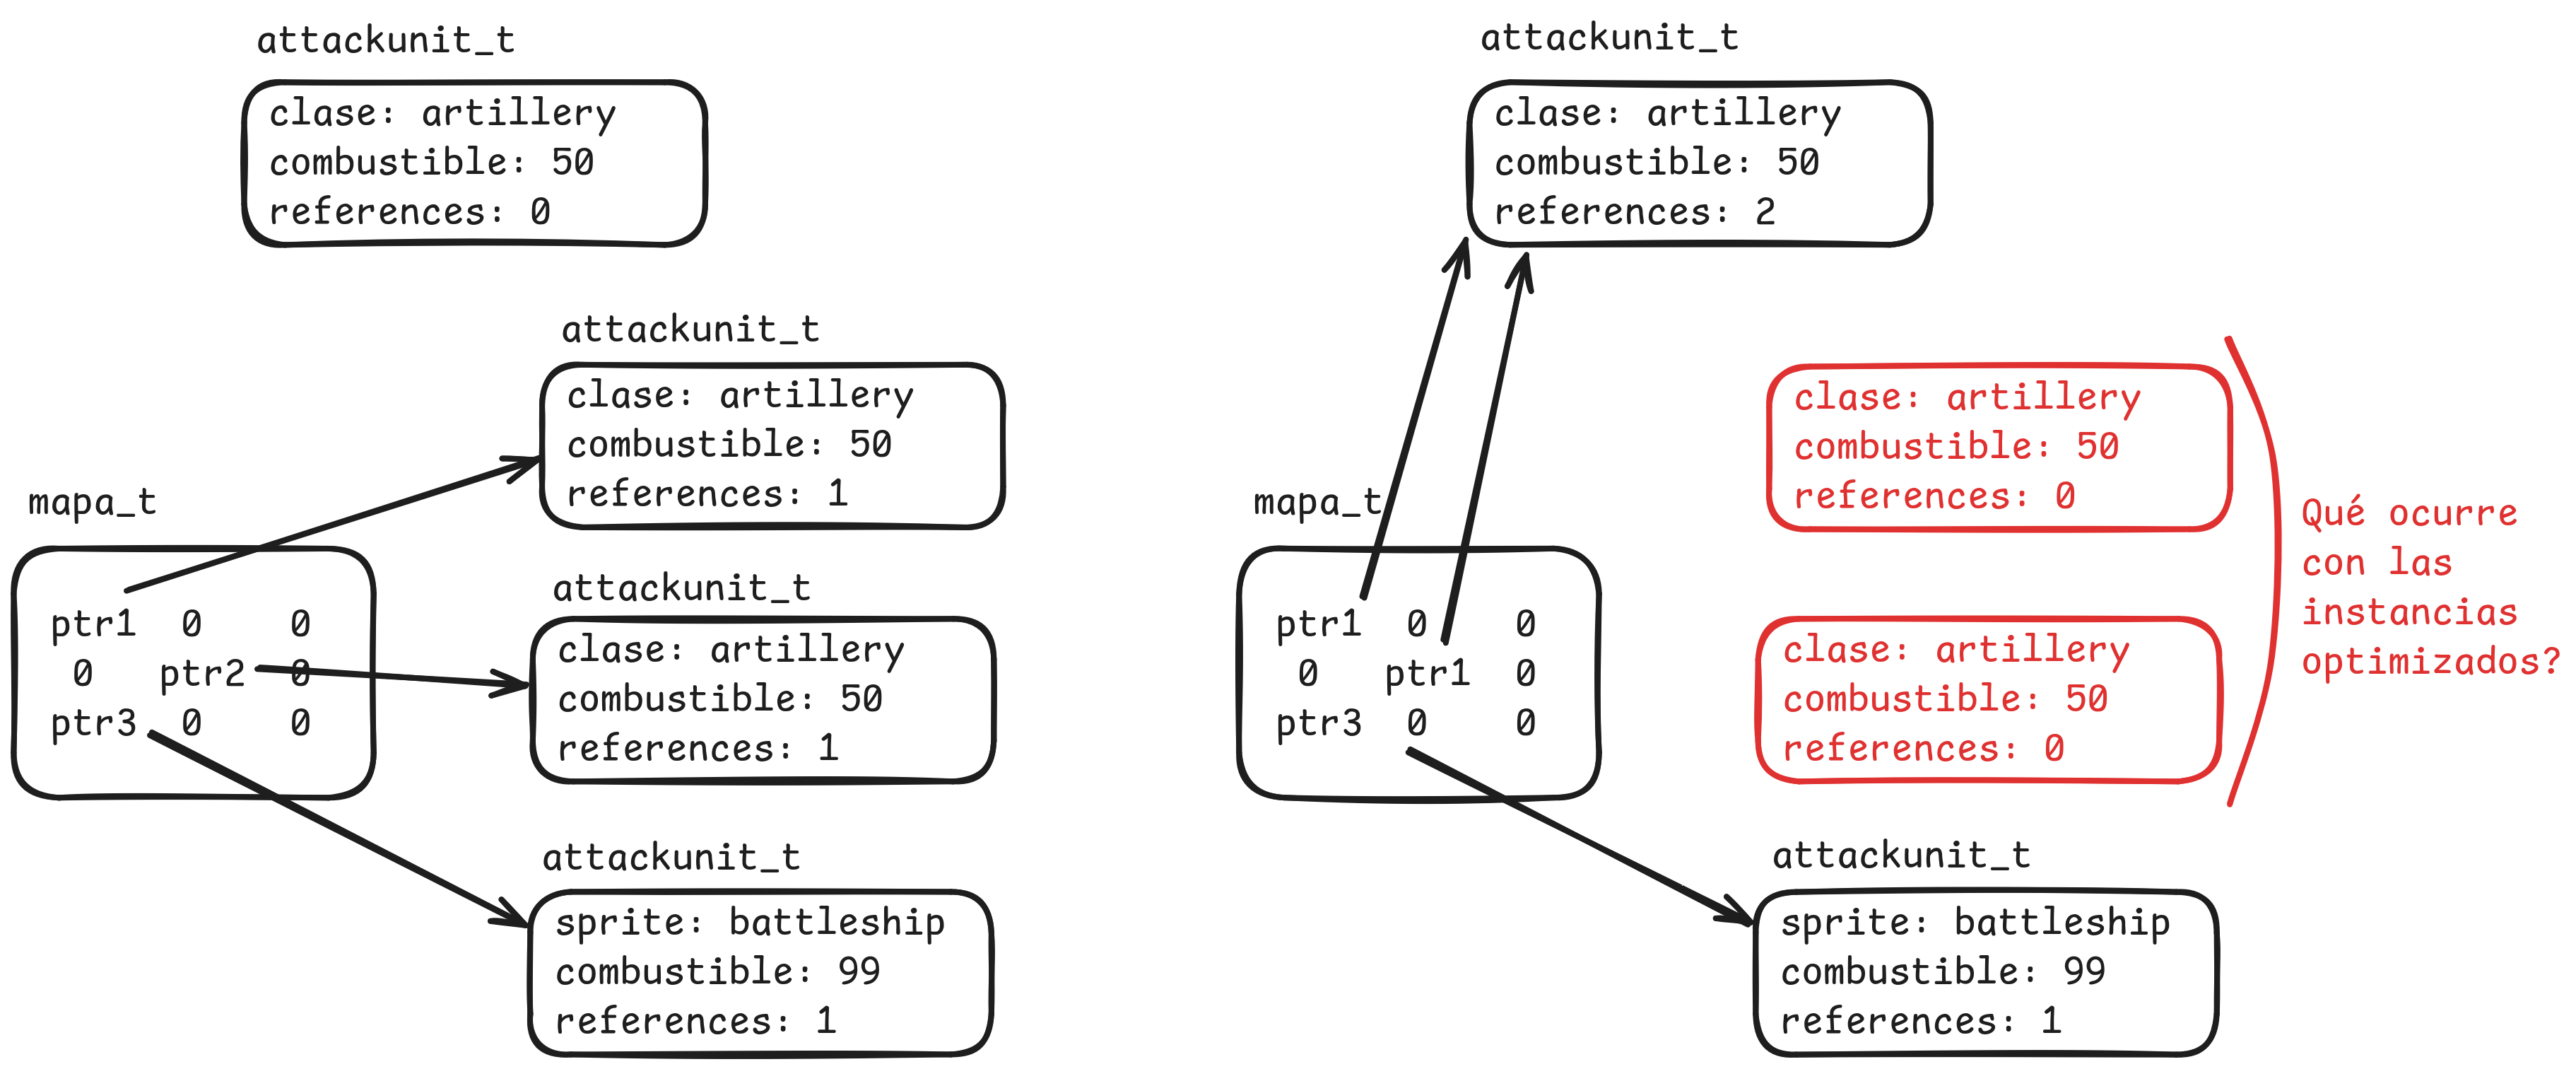 attackunit_t
clase: artillery
combustible: 50
references: 0
attackunit_t
clase: artillery
combustible: 50
references: 1
mapa_t
ptr1 0 0
0 ptr2 0
ptr3 0 0
attackunit_t
clase: artillery
combustible: 50
references: 1
attackunit_t
sprite: battleship
combustible: 99
references: 1
attackunit_t
clase: artillery
combustible: 50
references: 2
mapa_t
ptr1 0 0
0 ptr1 0
ptr3 0 0
clase: artillery
combustible: 50
references: 0
clase: artillery
combustible: 50
references: 0
Qué ocurre
con las
instancias
optimizados?
attackunit_t
sprite: battleship
combustible: 99
references: 1